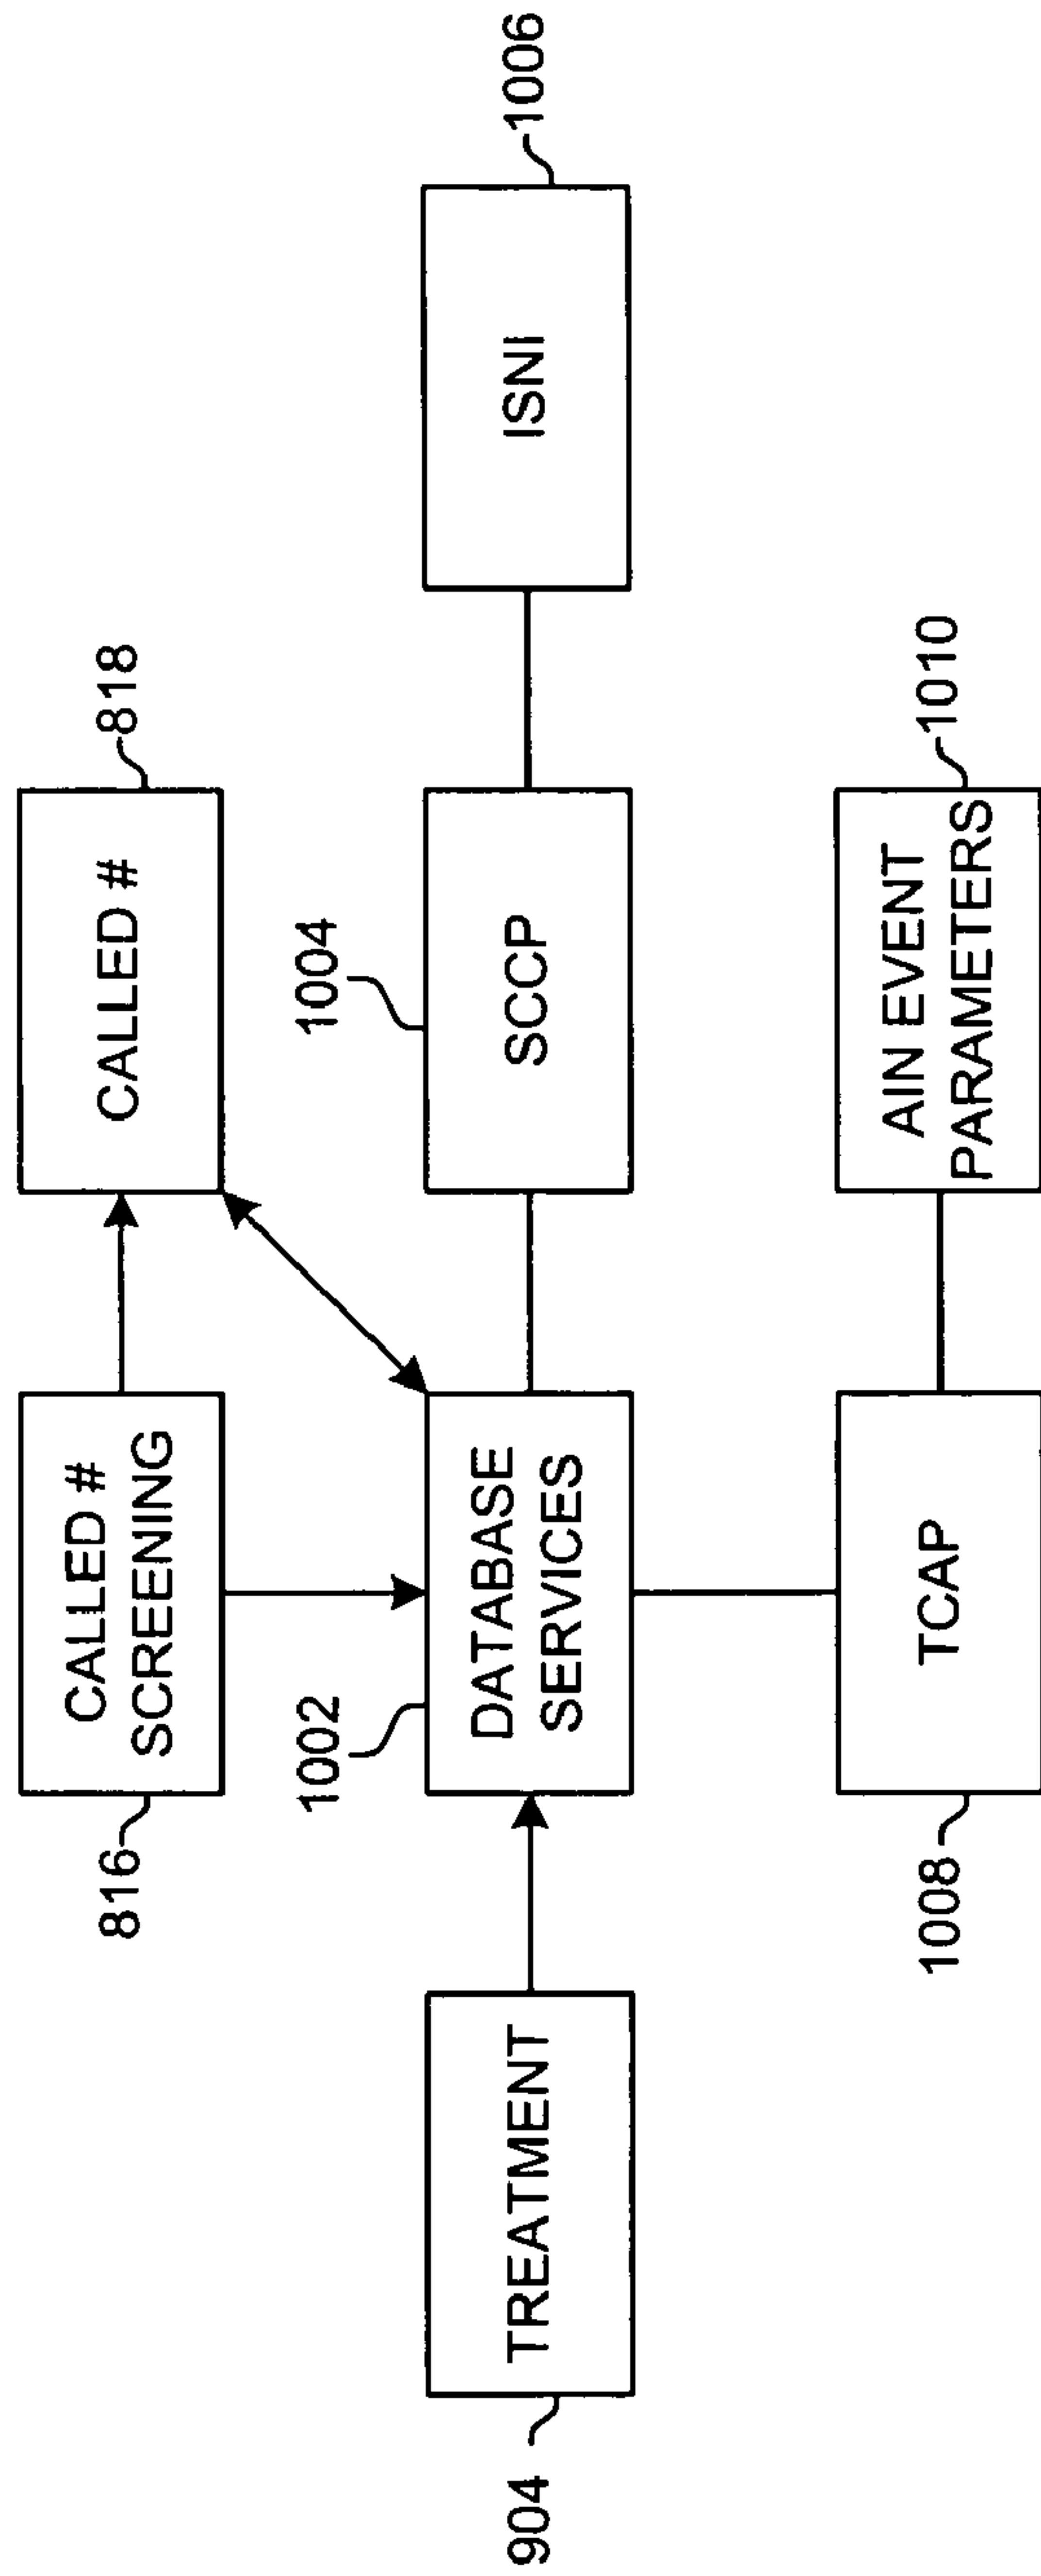 816
CALLED #
SCREENING
CALLED #
818
904
TREATMENT
1002
DATABASE
SERVICES
1004
SCCP
ISNI
1006
1008
TCAP
AIN EVENT
PARAMETERS
1010